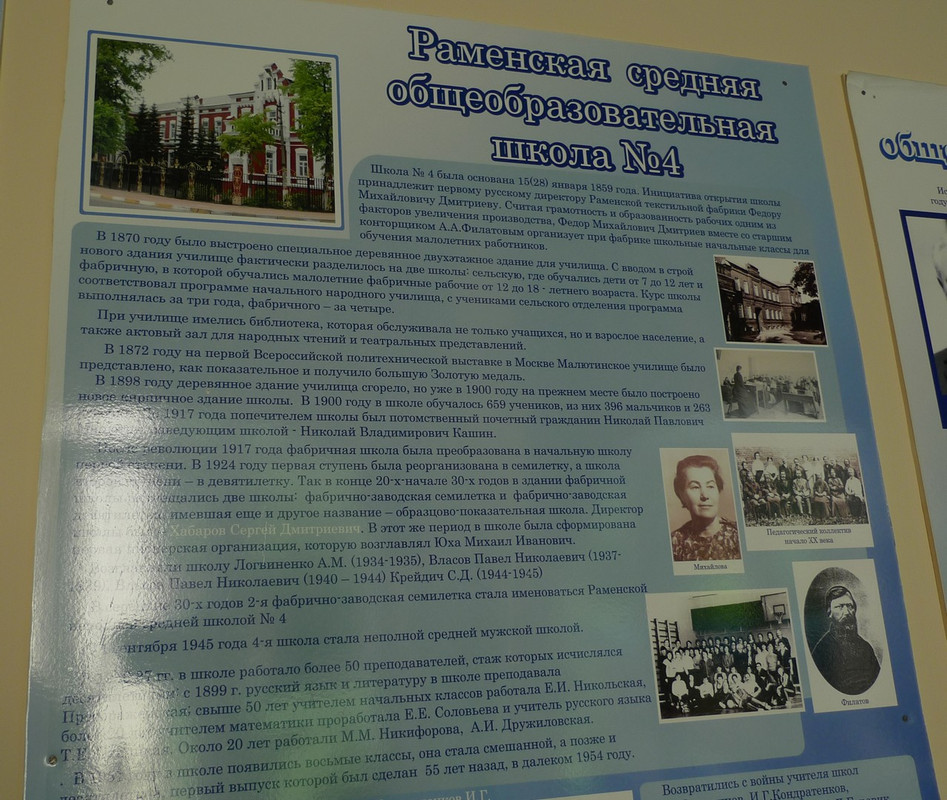 Раменская средняя
общеобразовательная
школа №4
Школа № 4 была основана 15(28) января 1859 года. Инициатива открытия школы
принадлежит первому русскому директору Раменской текстильной фабрики Федору
Михайловичу Дмитриеву. Считая грамотность и образованность рабочих одним из
факторов увеличения производства, Федор Михайлович Дмитриев вместе со старшим
конторщиком А.А.Филатовым организует при фабрике школьные начальные классы для
обучения малолетних работников.
В 1870 году было выстроено специальное деревянное двухэтажное здание для училища. С вводом в строй
нового здания училище фактически разделилось на две школы: сельскую, где обучались дети от 7 до 12 лет и
фабричную, в которой обучались малолетние фабричные рабочие от 12 до 18 - летнего возраста. Курс школы
соответствовал программе начального народного училища, с учениками сельского отделения программа
выполнялась за три года, фабричного – за четыре.
При училище имелись библиотека, которая обслуживала не только учащихся, но и взрослое население, а
также актовый зал для народных чтений и театральных представлений.
В 1872 году на первой Всероссийской политехнической выставке в Москве Малютинское училище было
представлено, как показательное и получило большую Золотую медаль.
В 1898 году деревянное здание училища сгорело, но уже в 1900 году на прежнем месте было построено
новое кирпичное здание школы. В 1900 году в школе обучалось 659 учеников, из них 396 мальчиков и 263
1917 года попечителем школы был потомственный почетный гражданин Николай Павлович
заведующим школой - Николай Владимирович Кашин.
После революции 1917 года фабричная школа была преобразована в начальную школу
первой ступени. В 1924 году первая ступень была реорганизована в семилетку, а школа
ступени – в девятилетку. Так в конце 20-х-начале 30-х годов в здании фабричной
размещались две школы: фабрично-заводская семилетка и фабрично-заводская
имевшая еще и другое название – образцово-показательная школа. Директор
Хабаров Сергей Дмитриевич. В этот же период в школе была сформирована
организация, которую возглавлял Юха Михаил Иванович.
школу Логвиненко А.М. (1934-1935), Власов Павел Николаевич (1937-
Павел Николаевич (1940 – 1944) Крейдич С.Д. (1944-1945)
30-х годов 2-я фабрично-заводская семилетка стала именоваться Раменской
средней школой № 4
сентября 1945 года 4-я школа стала неполной средней мужской школой.
гг. в школе работало более 50 преподавателей, стаж которых исчислялся
с 1899 г. русский язык и литературу в школе преподавала
свыше 50 лет учителем начальных классов работала Е.И. Никольская,
учителем математики проработала Е.Е. Соловьева и учитель русского языка
Около 20 лет работали М.М. Никифорова, А.И. Дружиловская.
в школе появились восьмые классы, она стала смешанной, а позже и
первый выпуск которой был сделан 55 лет назад, в далеком 1954 году.
Михайлова
Педагогический коллектив
начало XX века
Филатов
И.Г.
Возвратились с войны учителя школ
И.Г.Кондратенков,